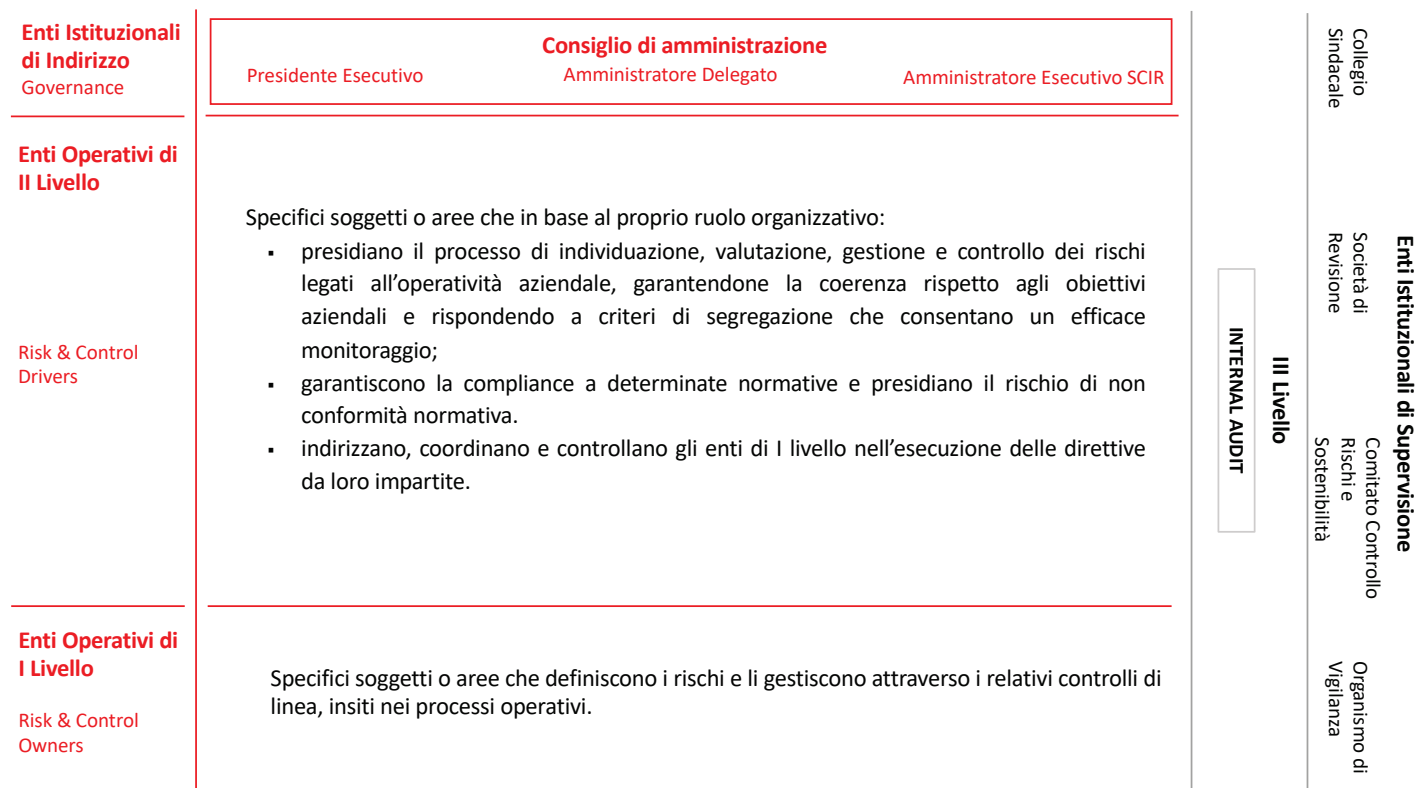 Enti Istituzionali
di Indirizzo
Governance
Consiglio di amministrazione
Presidente Esecutivo
Amministratore Delegato
Amministratore Esecutivo SCIR
Enti Operativi di
II Livello
Risk & Control
Drivers
Specifici soggetti o aree che in base al proprio ruolo organizzativo:
▪ presidiano il processo di individuazione, valutazione, gestione e controllo dei rischi
legati all’operatività aziendale, garantendone la coerenza rispetto agli obiettivi
aziendali e rispondendo a criteri di segregazione che consentano un efficace
monitoraggio;
▪ garantiscono la compliance a determinate normative e presidiano il rischio di non
conformità normativa.
▪ indirizzano, coordinano e controllano gli enti di I livello nell’esecuzione delle direttive
da loro impartite.
Enti Operativi di
I Livello
Risk & Control
Owners
Specifici soggetti o aree che definiscono i rischi e li gestiscono attraverso i relativi controlli di
linea, insiti nei processi operativi.
III Livello
INTERNAL AUDIT
Enti Istituzionali di Supervisione
Collegio
Sindacale
Società di
Revisione
Comitato Controllo
Rischi e
Sostenibilità
Organismo di
Vigilanza